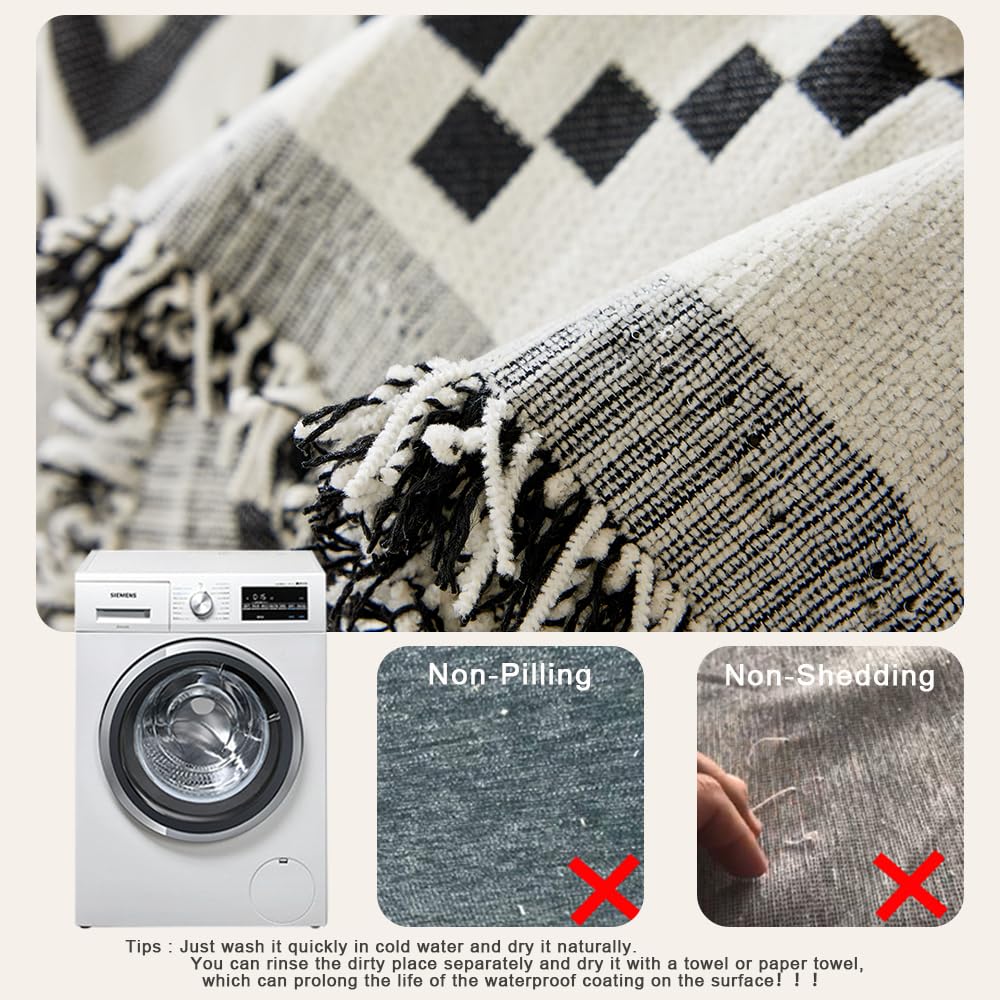 SIEMENS
Non-Pilling
Non-Shedding
Tips : Just wash it quickly in cold water and dry it naturally.
You can rinse the dirty place separately and dry it with a towel or paper towel,
which can prolong the life of the waterproof coating on the surface! ! !